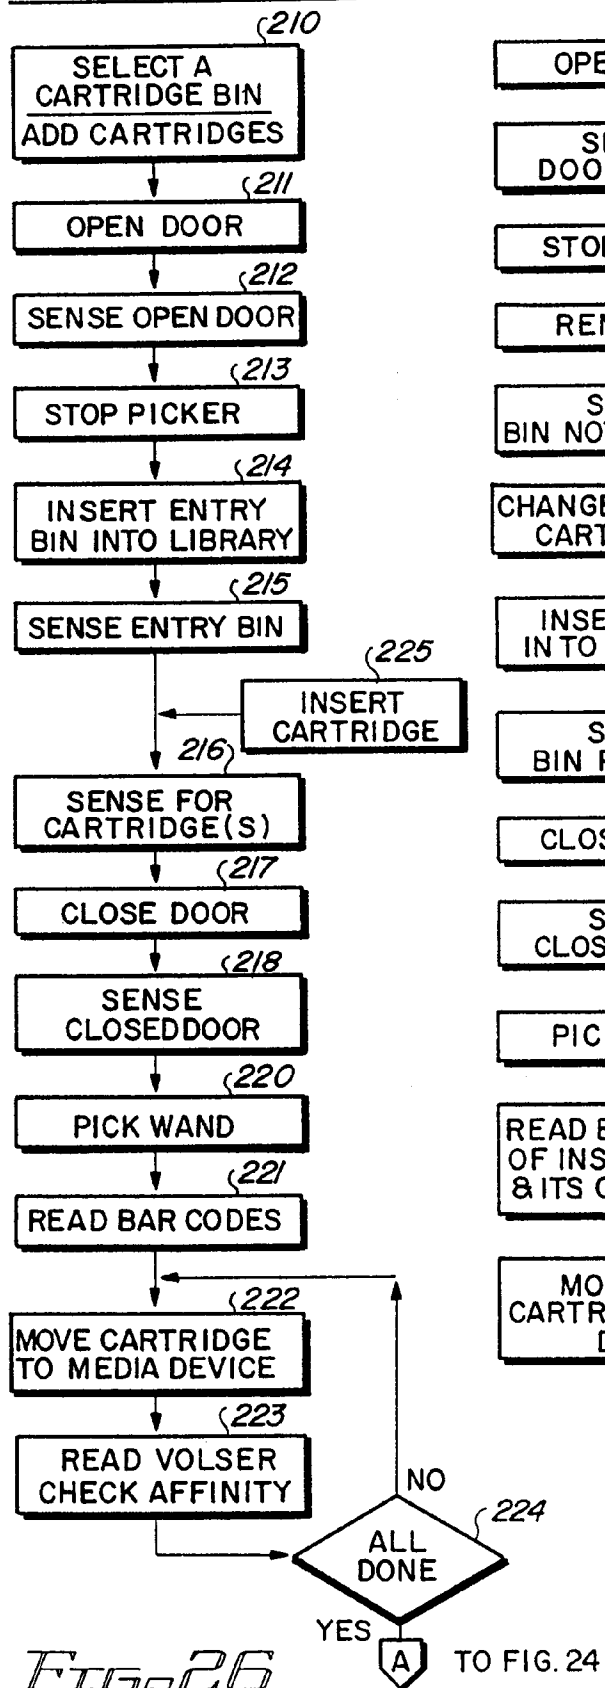 210
SELECT A
CARTRIDGE BIN
ADD CARTRIDGES
211
OPEN DOOR
212
SENSE OPEN DOOR
213
STOP PICKER
214
INSERT ENTRY
BIN INTO LIBRARY
215
SENSE ENTRY BIN
225
INSERT
CARTRIDGE
216
SENSE FOR
CARTRIDGE(S)
217
CLOSE DOOR
218
SENSE
CLOSED DOOR
220
PICK WAND
221
READ BAR CODES
222
MOVE CARTRIDGE
TO MEDIA DEVICE
223
READ VOLSER
CHECK AFFINITY
NO
224
ALL
DONE
YES
A TO FIG. 24
FIG. 26
OPE
SE
DOO
STO
REM
S
BIN NO
CHANGE
CART
INSE
INTO
S
BIN
CLOS
S
CLOS
PIC
READ B
OF INS
& ITS
MO
CARTR
D